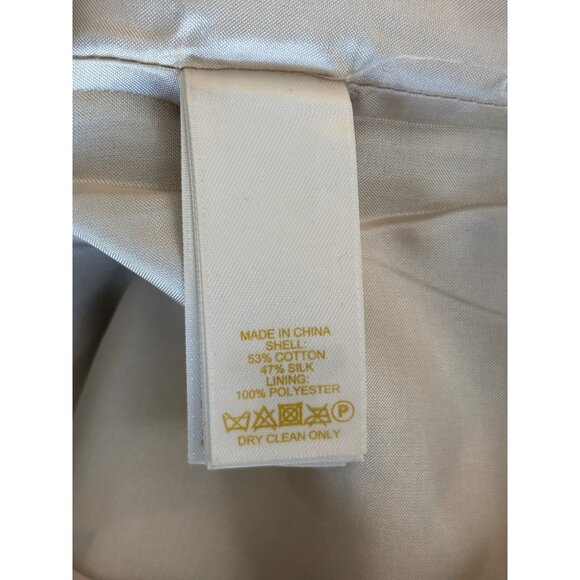 MADE IN CHINA
SHELL:
53% COTTON
47% SILK
LINING:
100% POLYESTER
P
DRY CLEAN ONLY